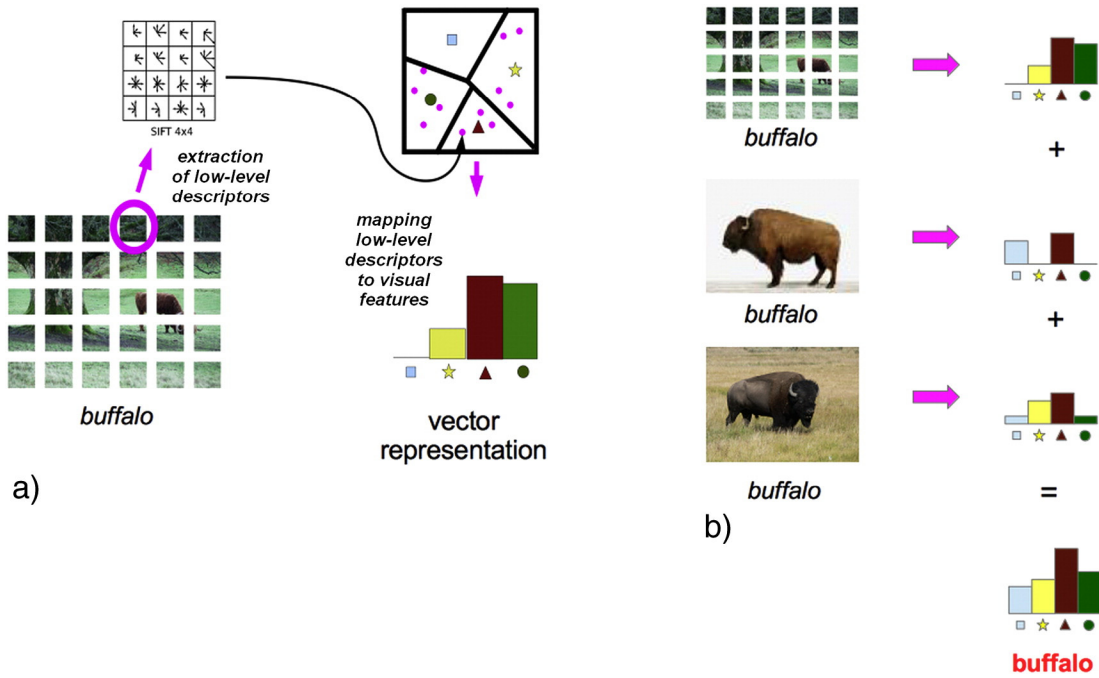 SIFT 4x4
extraction
of low-level
descriptors
mapping
low-level
descriptors
to visual
features
buffalo
vector
representation
a)
buffalo
+
buffalo
+
buffalo
=
b)
buffalo